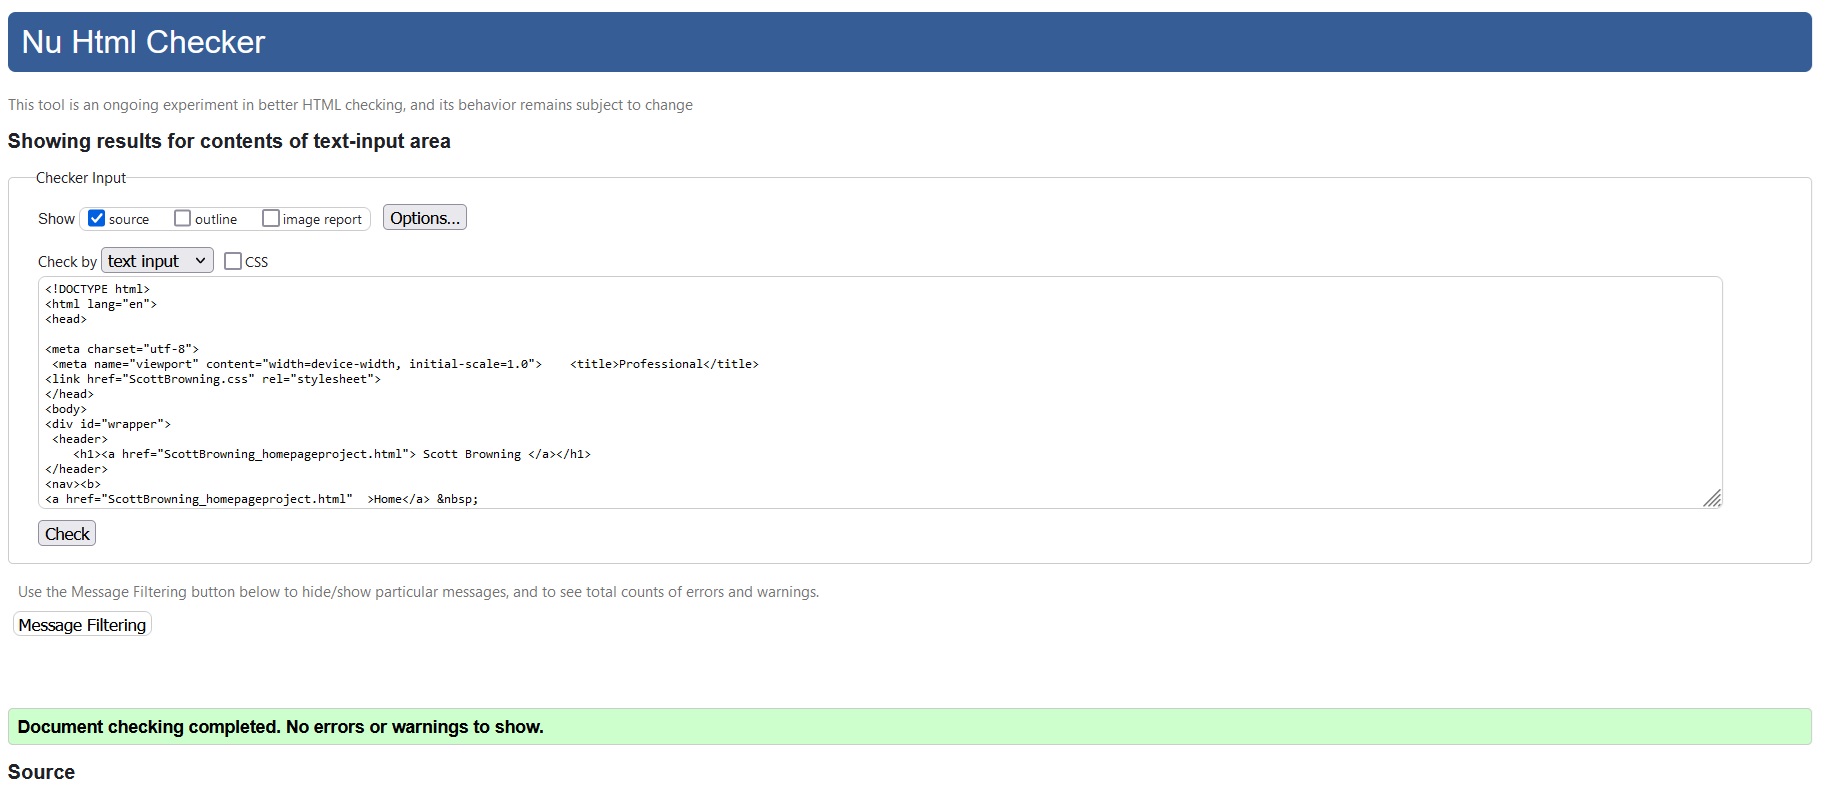 Nu Html Checker
This tool is an ongoing experiment in better HTML checking, and its behavior remains subject to change
Showing results for contents of text-input area
Checker Input
Show source outline image report Options...
Check by text input CSS
<!DOCTYPE html>
<html lang="en">
<head>
<meta charset="utf-8">
 <meta name="viewport" content="width=device-width, initial-scale=1.0">    <title>Professional</title>
<link href="ScottBrowning.css" rel="stylesheet">
</head>
<body>
<div id="wrapper">
 <header>
    <h1><a href="ScottBrowning_homepageproject.html"> Scott Browning </a></h1>
</header>
<nav><b>
<a href="ScottBrowning_homepageproject.html"  >Home</a> &nbsp;
Check
Use the Message Filtering button below to hide/show particular messages, and to see total counts of errors and warnings.
Message Filtering
Document checking completed. No errors or warnings to show.
Source